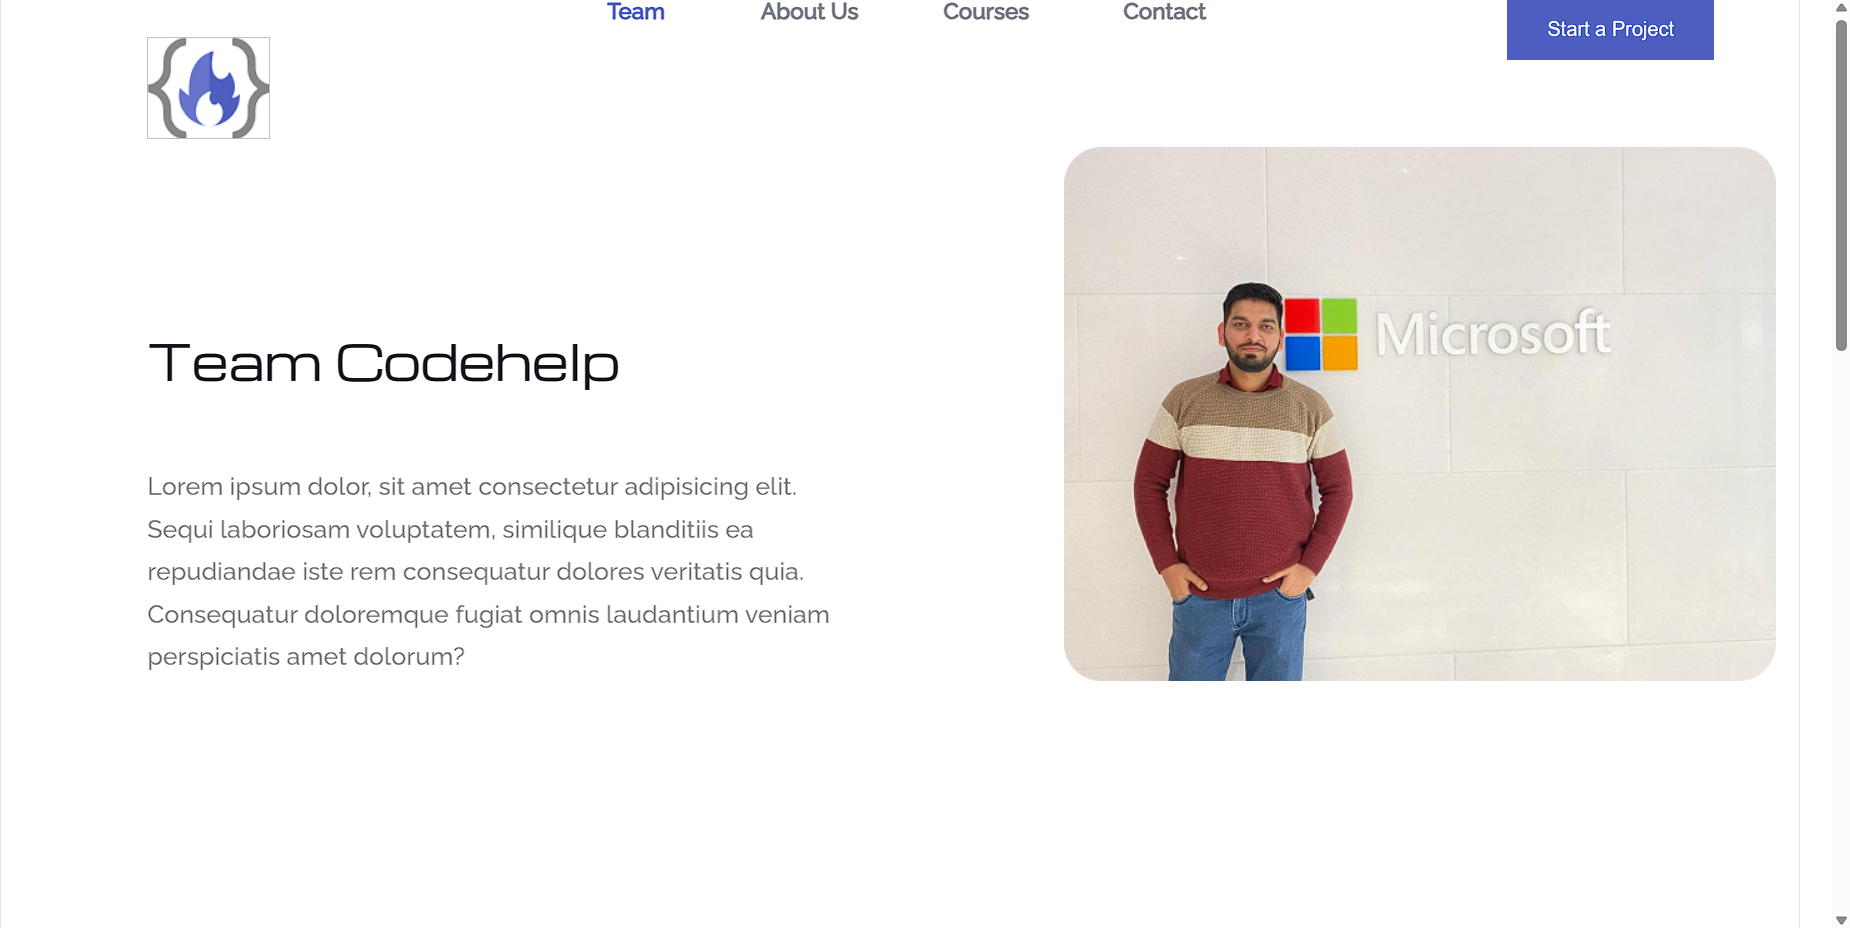 Team
About Us
Courses
Contact
Start a Project
Team Codehelp
Microsoft
Lorem ipsum dolor, sit amet consectetur adipisicing elit.
Sequi laboriosam voluptatem, similique blanditiis ea
repudiandae iste rem consequatur dolores veritatis quia.
Consequatur doloremque fugiat omnis laudantium veniam
perspiciatis amet dolorum?